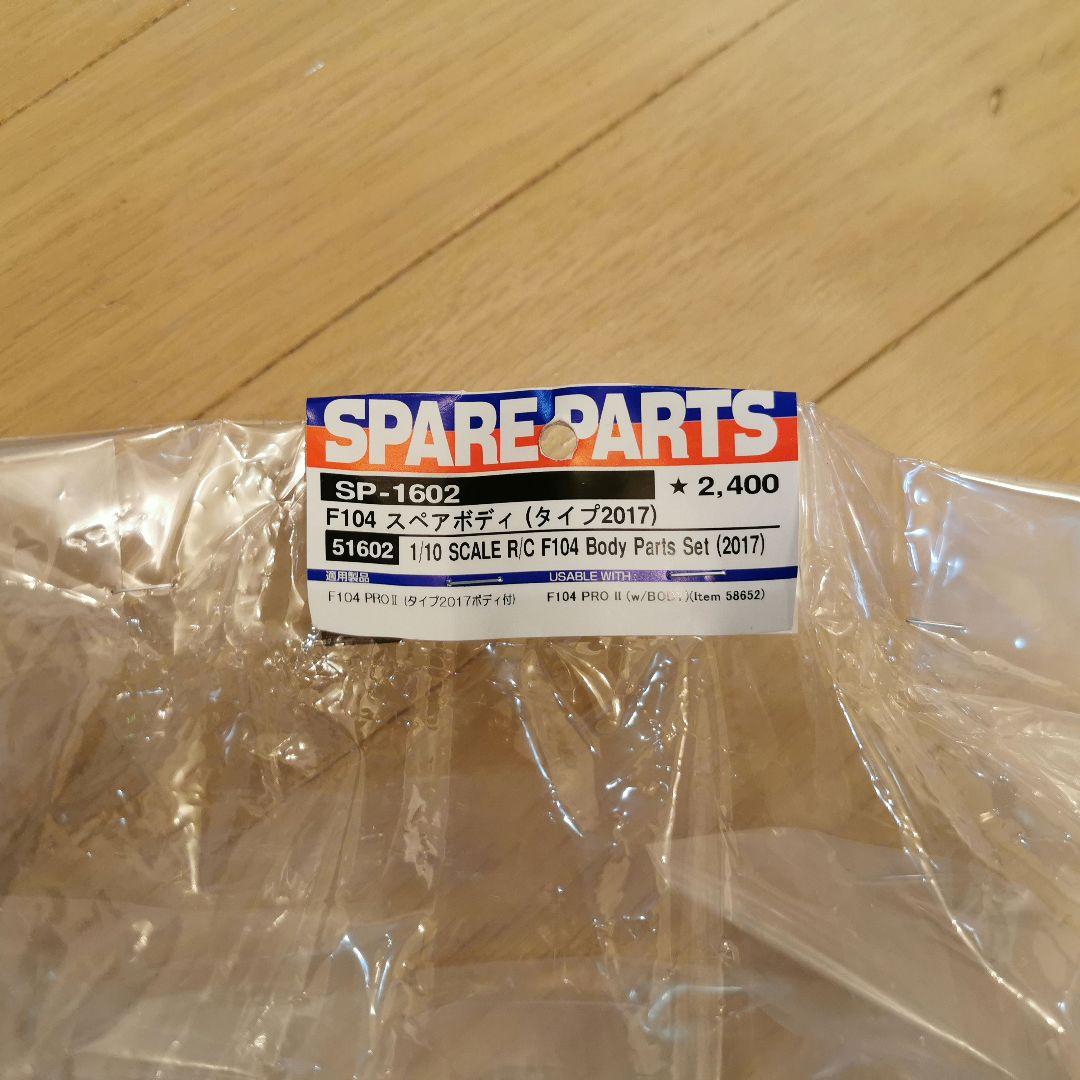 SPARE PARTS
SP-1602 ★ 2,400
F104 スペアボディ (タイプ2017)
51602 1/10 SCALE R/C F104 Body Parts Set (2017)
適用製品 USABLE WITH
F104 PRO II (タイプ2017ボディ付) F104 PRO II (w/BODY)(Item 58652)